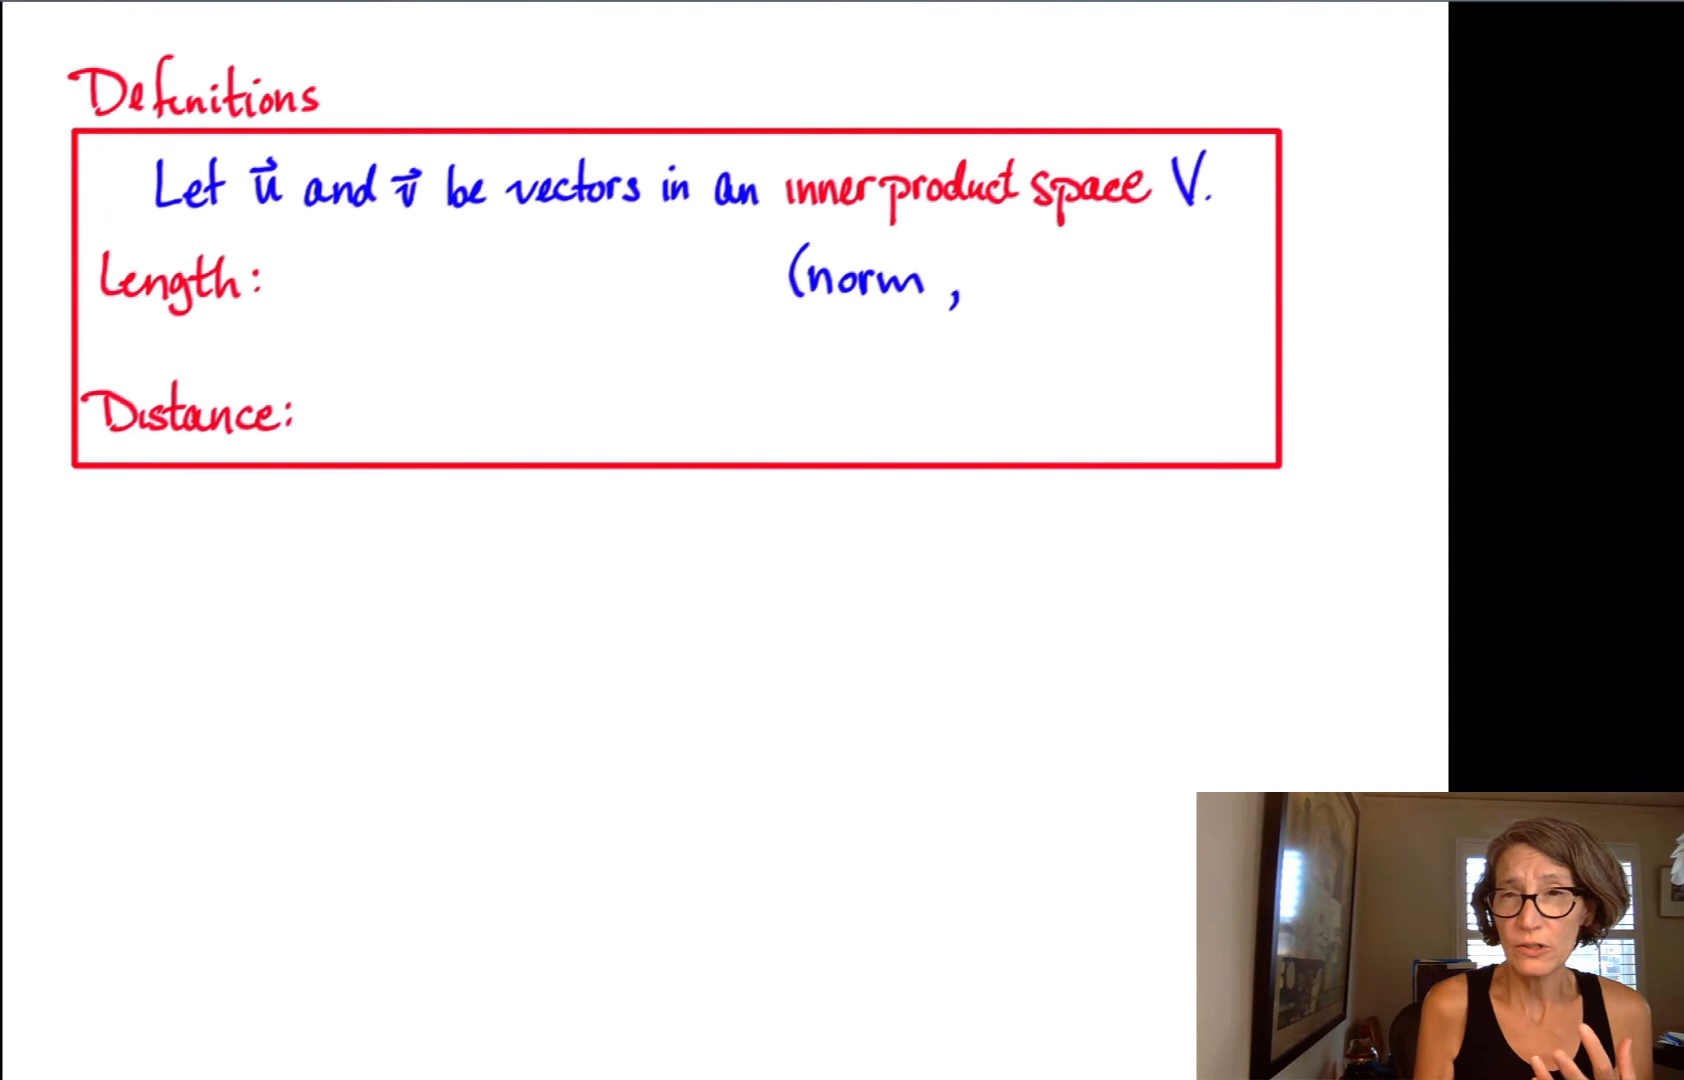 Definitions
Let u⃗ and v⃗ be vectors in an inner product space V.
Length: (norm ,
Distance: